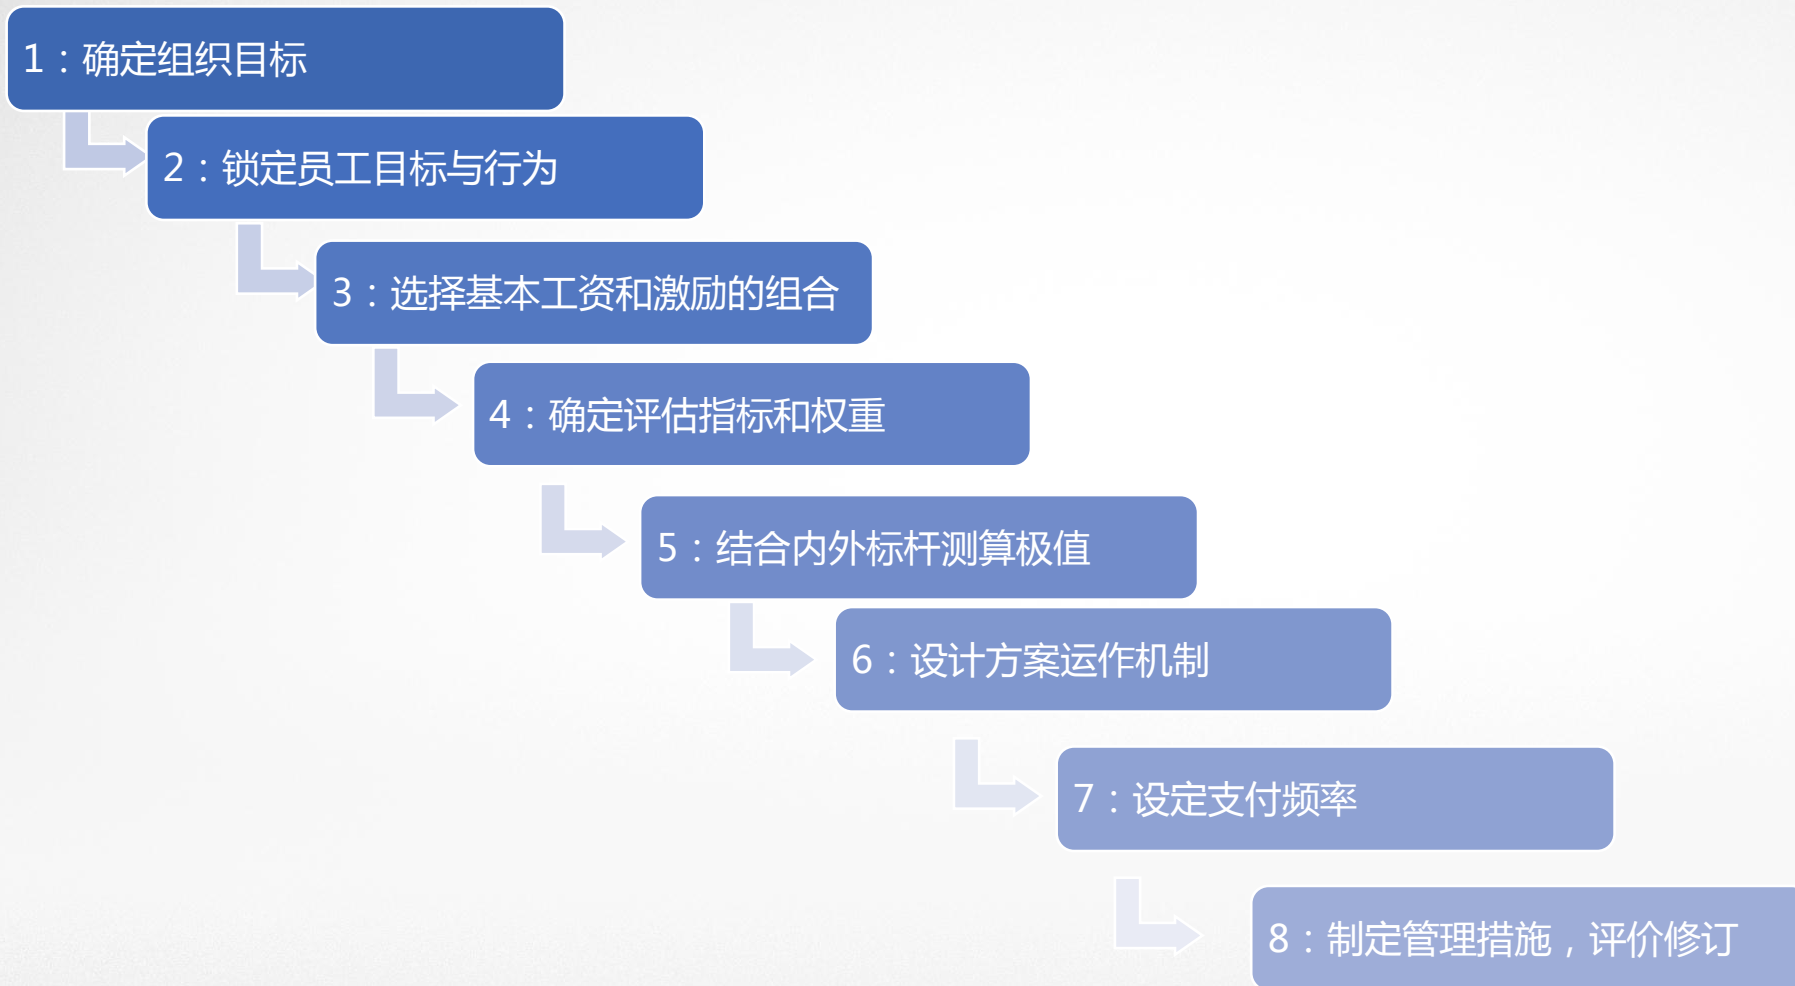 1：确定组织目标
2：锁定员工目标与行为
3：选择基本工资和激励的组合
4：确定评估指标和权重
5：结合内外标杆测算极值
6：设计方案运作机制
7：设定支付频率
8：制定管理措施，评价修订